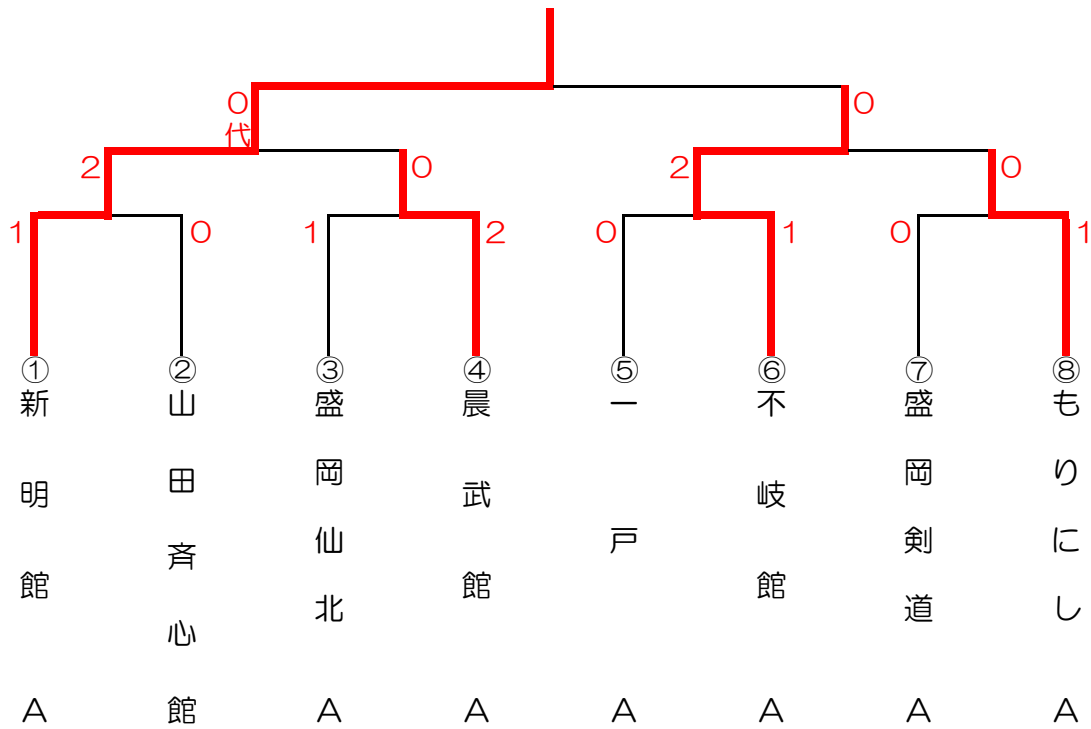 0 0
代
2 0 2 0
1 0 1 2 0 1 0 1
① ② ③ ④ ⑤ ⑥ ⑦ ⑧
新明館A
山田斉心館
盛岡仙北A
晨武館A
一戸A
不岐館A
盛岡剣道A
もりにしA